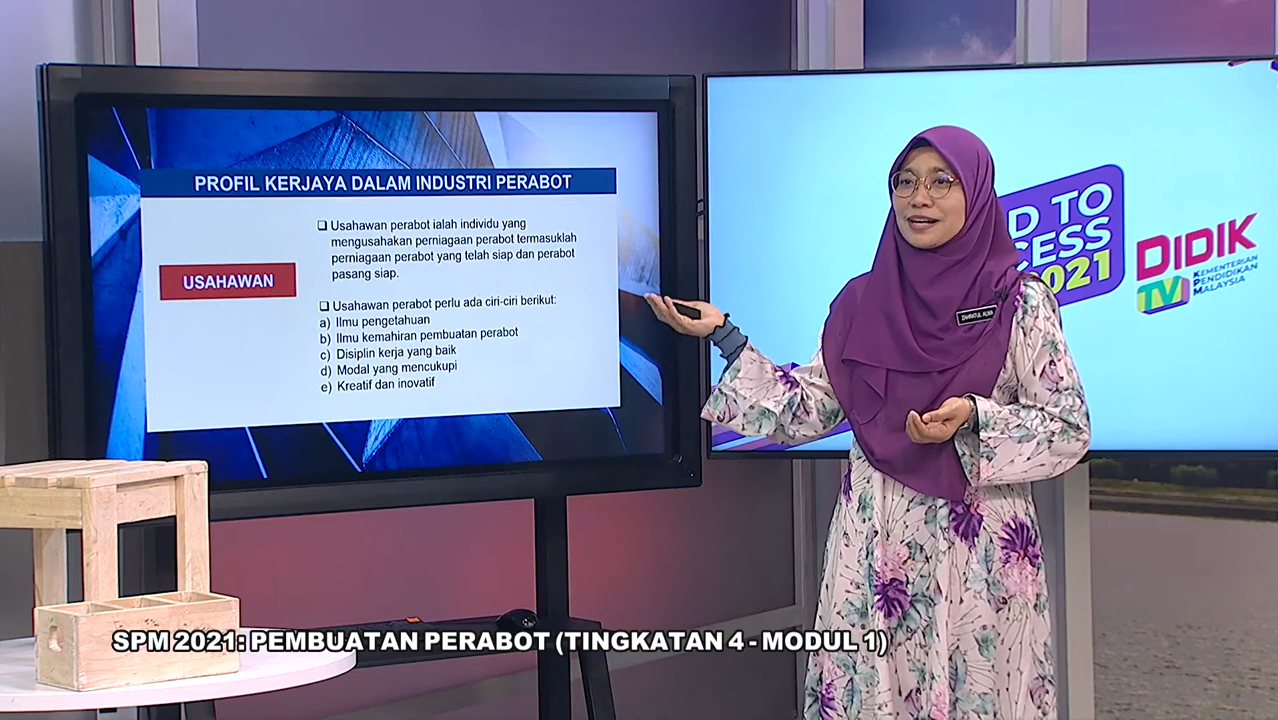 PROFIL KERJAYA DALAM INDUSTRI PERABOT
USAHAWAN
❑ Usahawan perabot ialah individu yang
mengusahakan perniagaan perabot termasuklah
perniagaan perabot yang telah siap dan perabot
pasang siap.
❑ Usahawan perabot perlu ada ciri-ciri berikut:
a) Ilmu pengetahuan
b) Ilmu kemahiran pembuatan perabot
c) Disiplin kerja yang baik
d) Modal yang mencukupi
e) Kreatif dan inovatif
D TO
CESS
2021
DIDIK
TV
KEMENTERIAN
PENDIDIKAN
MALAYSIA
SPM 2021: PEMBUATAN PERABOT (TINGKATAN 4 - MODUL 1)